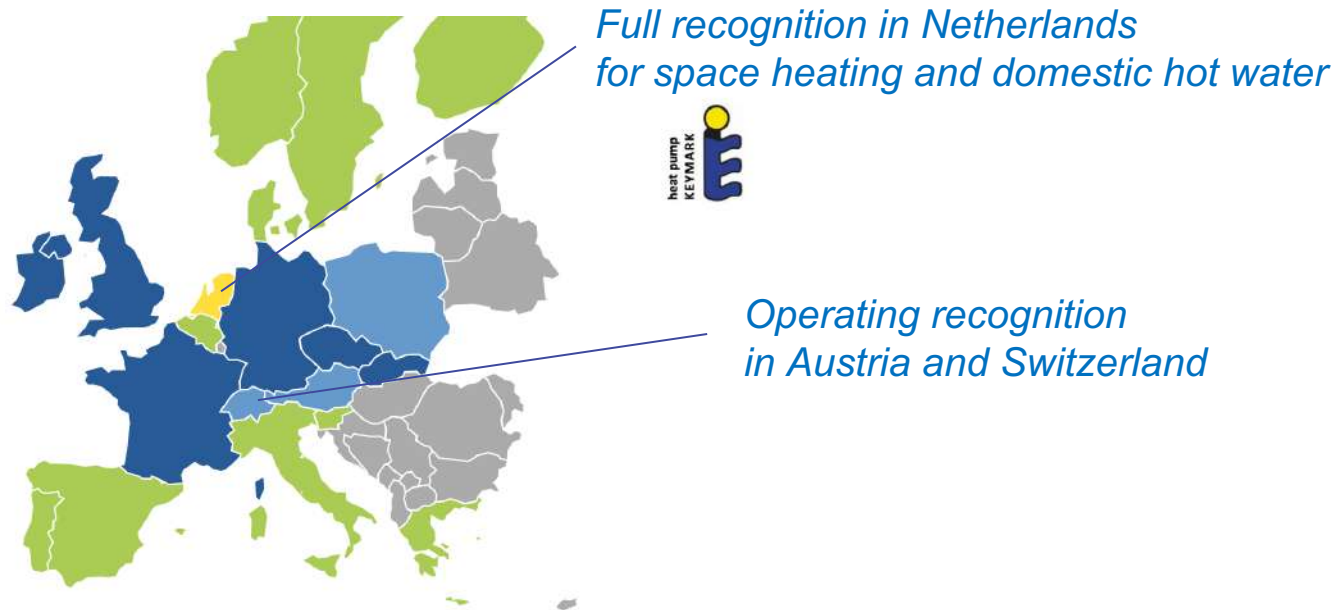 Full recognition in Netherlands
for space heating and domestic hot water
heat pump
KEYMARK
Operating recognition
in Austria and Switzerland